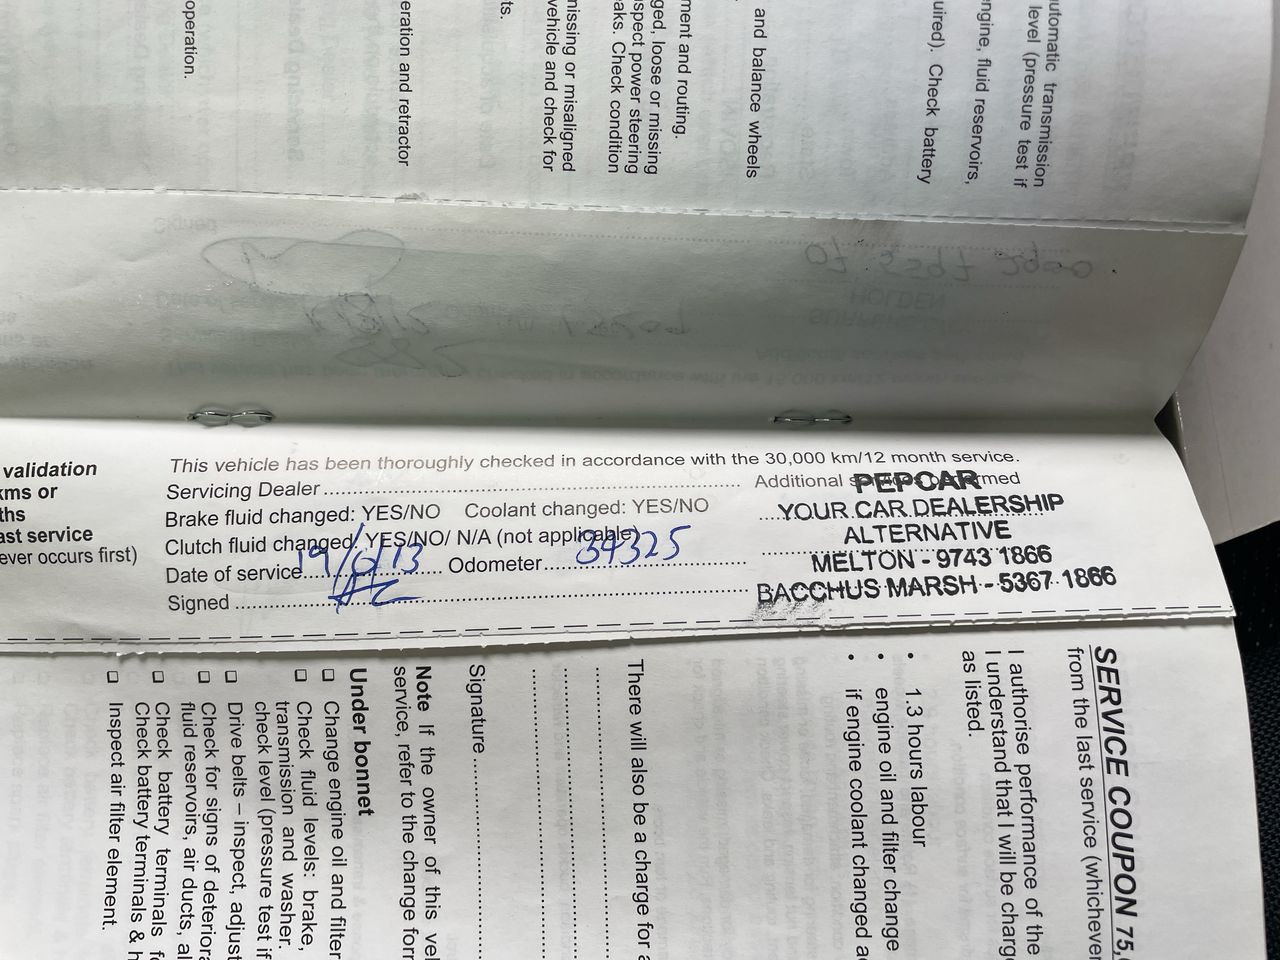 utomatic transmission
level (pressure test if
ngine, fluid reservoirs,
uired). Check battery
and balance wheels
ment and routing.
ged, loose or missing
spect power steering
aks. Check condition
nissing or misaligned
vehicle and check for
ts.
eration and retractor
operation.
validation
kms or
ths
ast service
ever occurs first)
This vehicle has been thoroughly checked in accordance with the 30,000 km/12 month service.
Servicing Dealer
Brake fluid changed: YES/NO Coolant changed: YES/NO
Clutch fluid changed: YES/NO/ N/A (not applicable)
Date of service 19/6/13 Odometer 34325
Signed
Additional
PEPCAR
YOUR CAR DEALERSHIP
ALTERNATIVE
MELTON - 9743 1866
BACCHUS MARSH - 5367 1866
SERVICE COUPON 75,
from the last service (whichever
I authorise performance of the
I understand that I will be charg
as listed.
• 1.3 hours labour
• engine oil and filter change
• if engine coolant changed a
There will also be a charge for a
Signature
Note If the owner of this veh
service, refer to the change form
Under bonnet
❏ Change engine oil and filter
❏ Check fluid levels: brake,
transmission and washer.
check level (pressure test if
❏ Drive belts – inspect, adjust
❏ Check for signs of deteriora
fluid reservoirs, air ducts, al
❏ Check battery terminals fo
Check battery terminals & h
❏ Inspect air filter element.